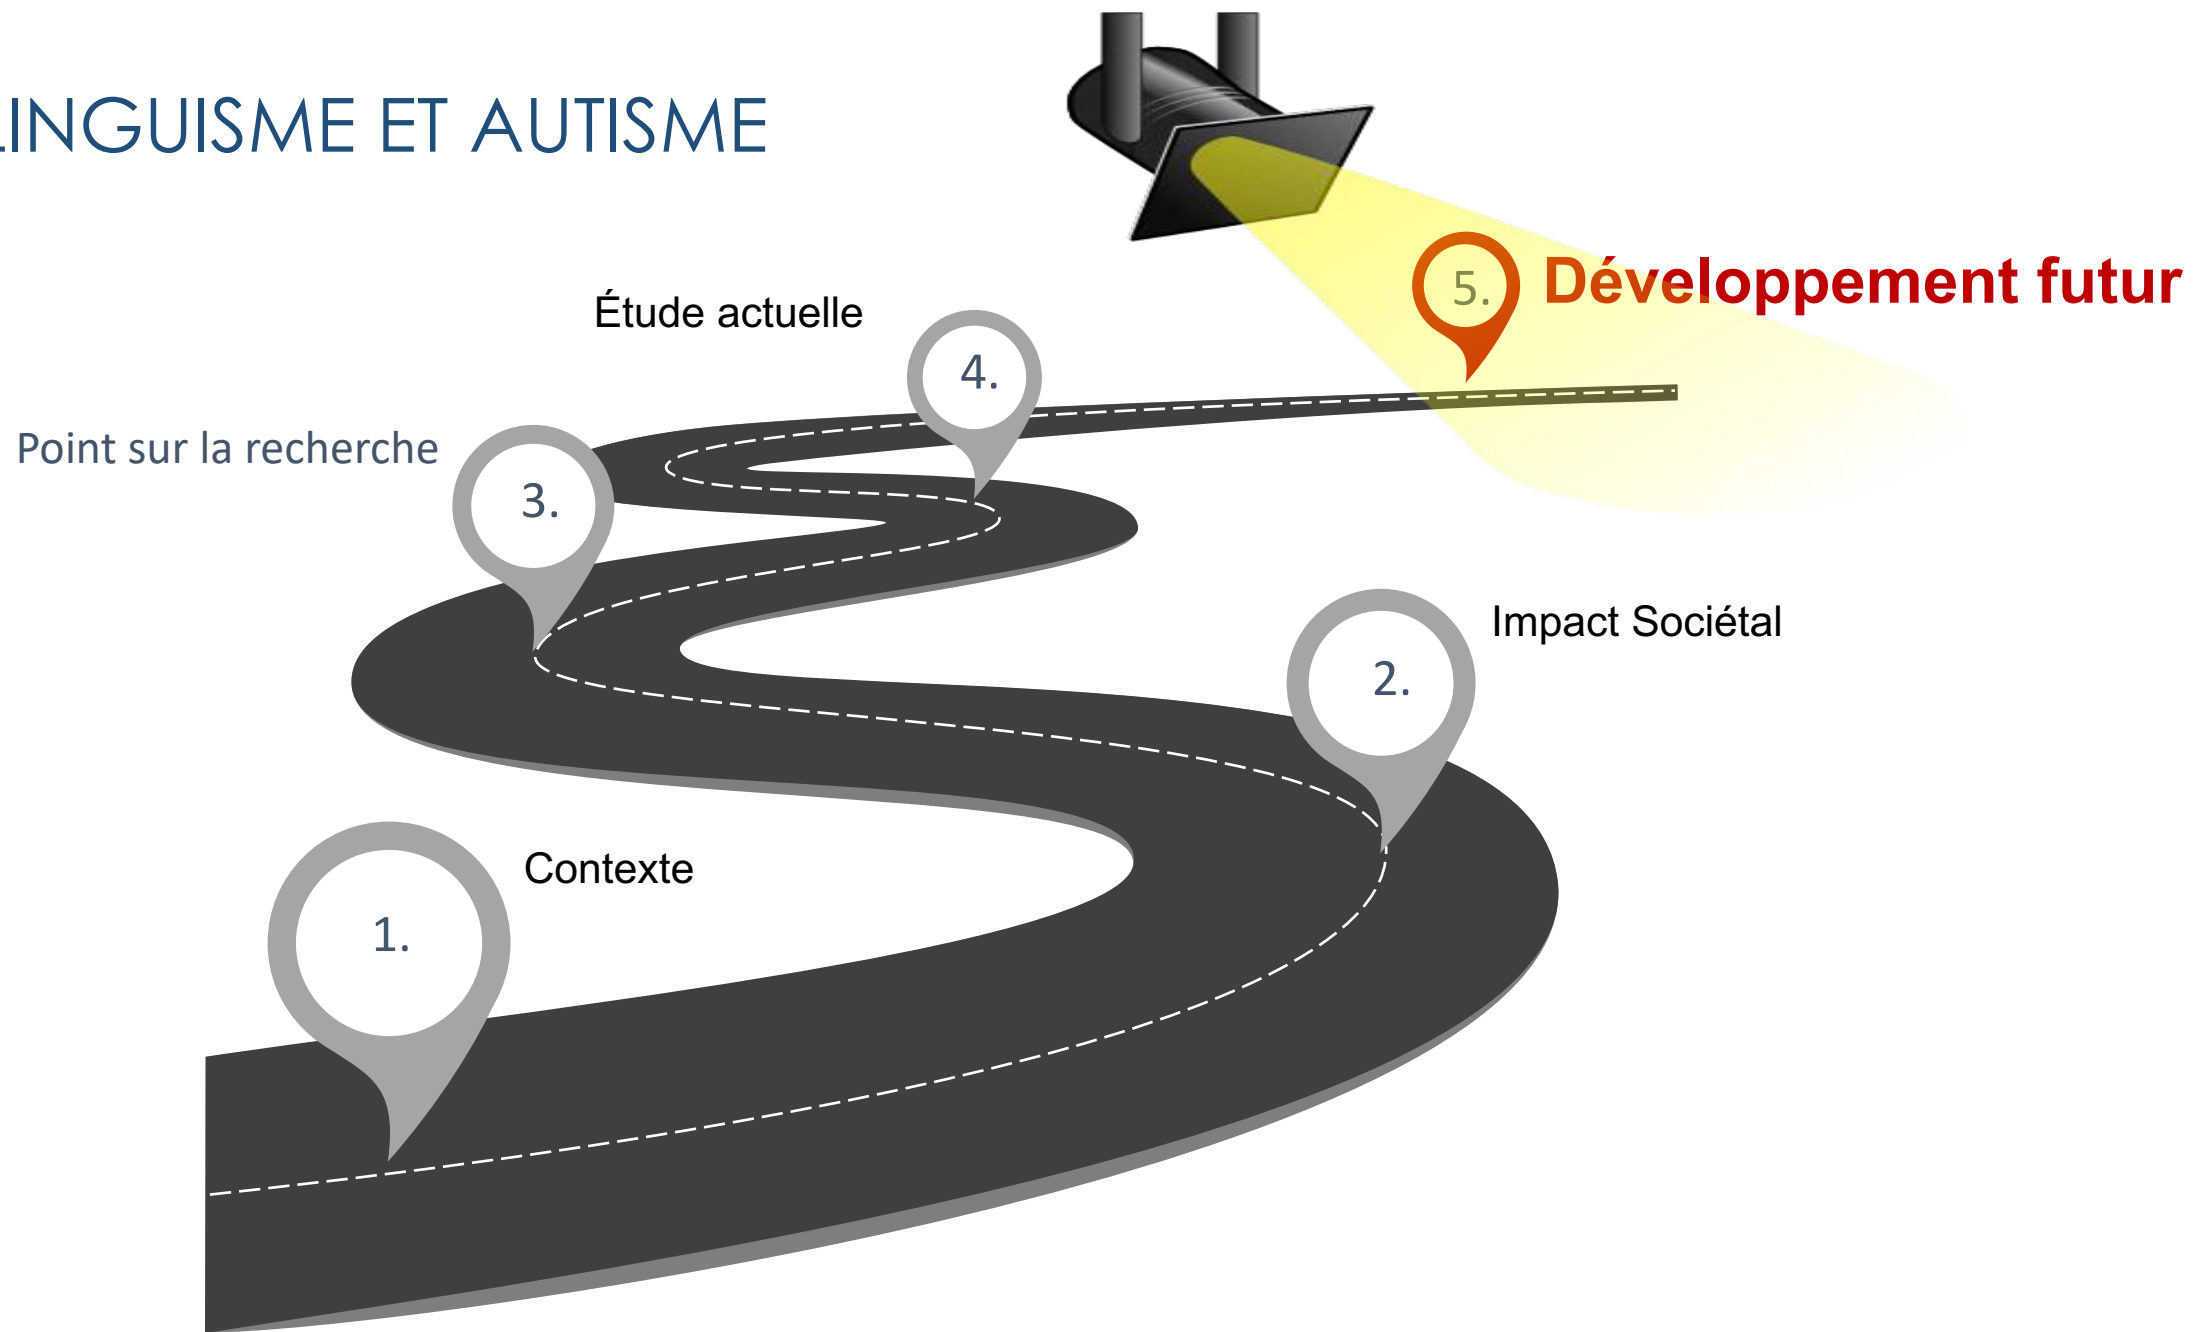 LINGUISME ET AUTISME
5. Développement futur
Étude actuelle
4.
Point sur la recherche
3.
Impact Sociétal
2.
Contexte
1.